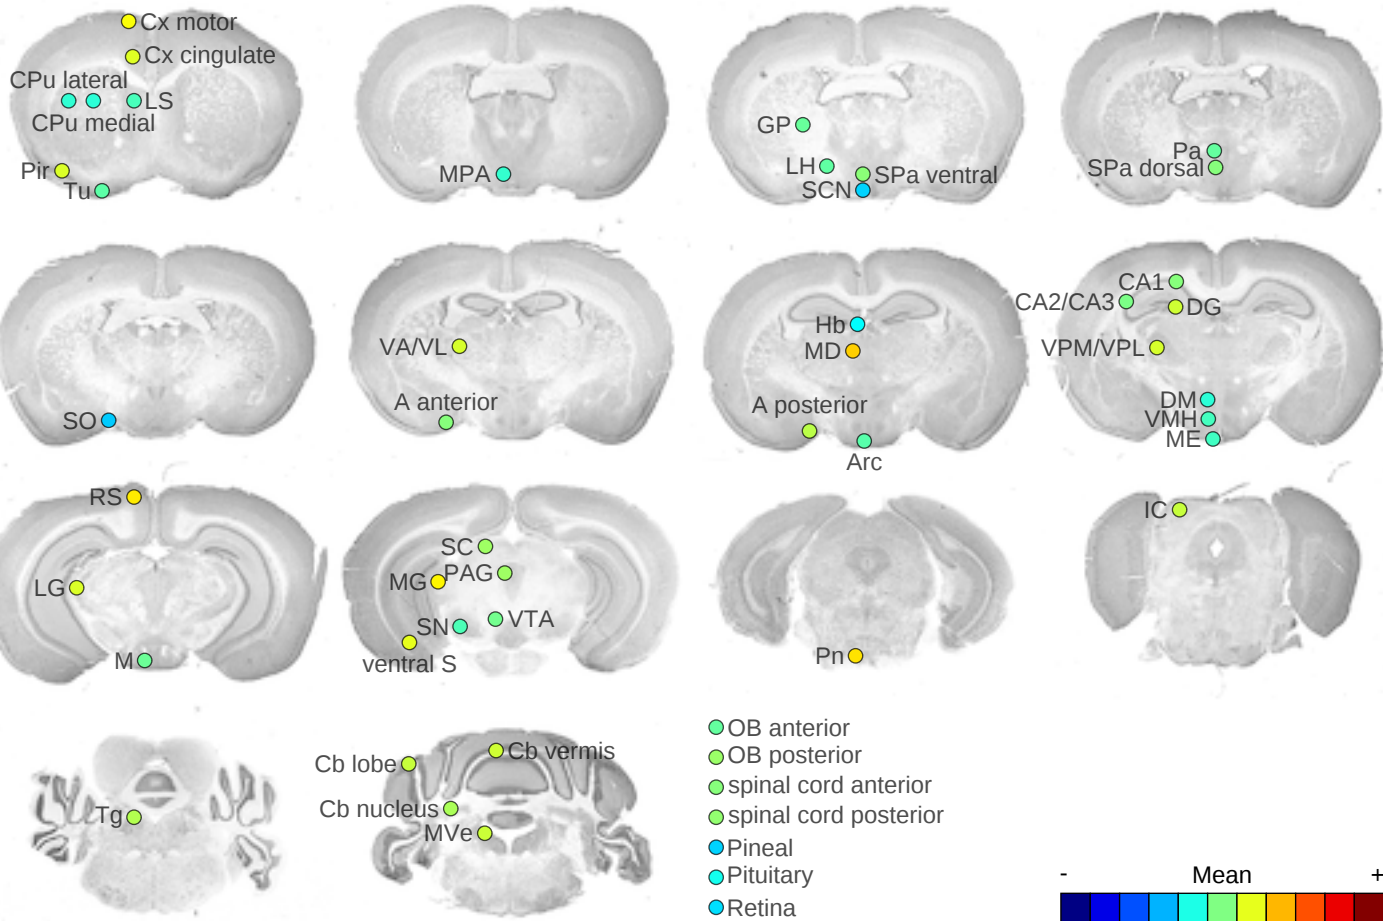 Cx motor
Cx cingulate
CPu lateral
LS
CPu medial
Pir
Tu
MPA
GP
LH
SPa ventral
SCN
Pa
SPa dorsal
SO
VA/VL
A anterior
Hb
MD
A posterior
Arc
CA1
CA2/CA3
DG
VPM/VPL
DM
VMH
ME
RS
LG
M
SC
PAG
MG
SN
VTA
ventral S
Pn
IC
Tg
Cb lobe
Cb vermis
Cb nucleus
MVe
OB anterior
OB posterior
spinal cord anterior
spinal cord posterior
Pineal
Pituitary
Retina
- Mean +